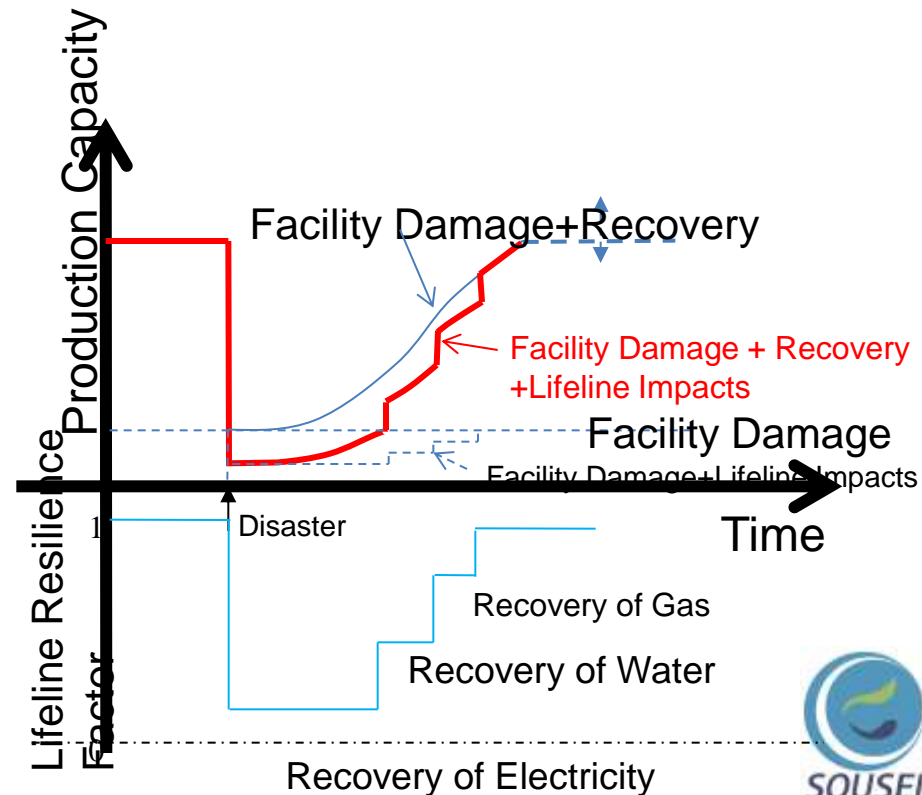 Production Capacity
Facility Damage+Recovery
Facility Damage + Recovery
+Lifeline Impacts
Facility Damage
Facility Damage+Lifeline Impacts
1
Disaster
Time
Lifeline Resilience
Factor
Recovery of Gas
Recovery of Water
Recovery of Electricity